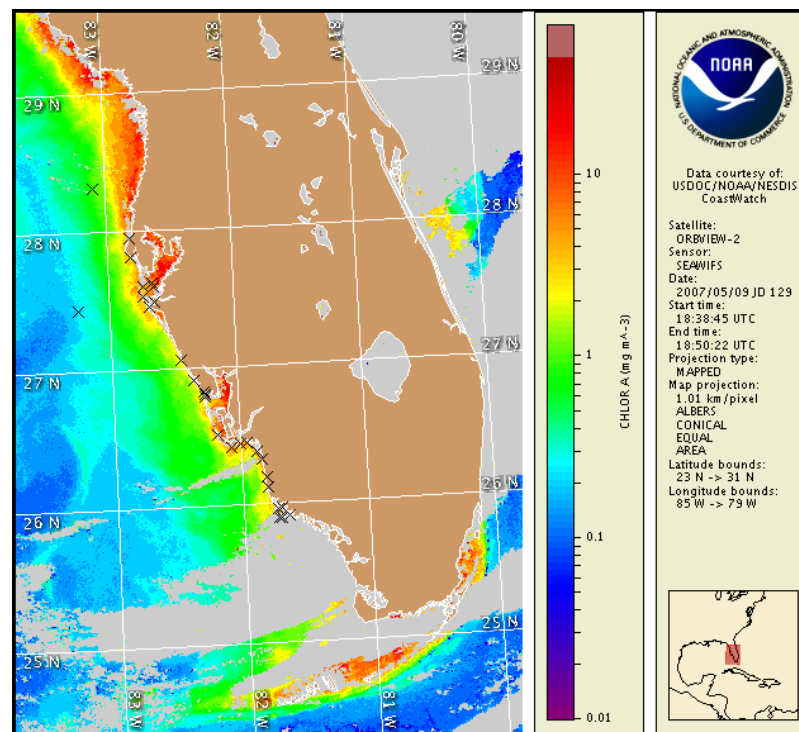 83 W
82 W
81 W
80 W
29 N
29 N
28 N
28 N
27 N
27 N
26 N
26 N
25 N
25 N
83 W
82 W
81 W
10
1
0.1
0.01
CHLOR A (mg m^-3)
NATIONAL OCEANIC AND ATMOSPHERIC ADMINISTRATION
NOAA
U.S. DEPARTMENT OF COMMERCE
Data courtesy of:
USDOC/NOAA/NESDIS
CoastWatch
Satellite:
ORBVIEW-2
Sensor:
SEAWIFS
Date:
2007/05/09 JD 129
Start time:
18:38:45 UTC
End time:
18:50:22 UTC
Projection type:
MAPPED
Map projection:
1.01 km/pixel
ALBERS
CONICAL
EQUAL
AREA
Latitude bounds:
23 N -> 31 N
Longitude bounds:
85 W -> 79 W